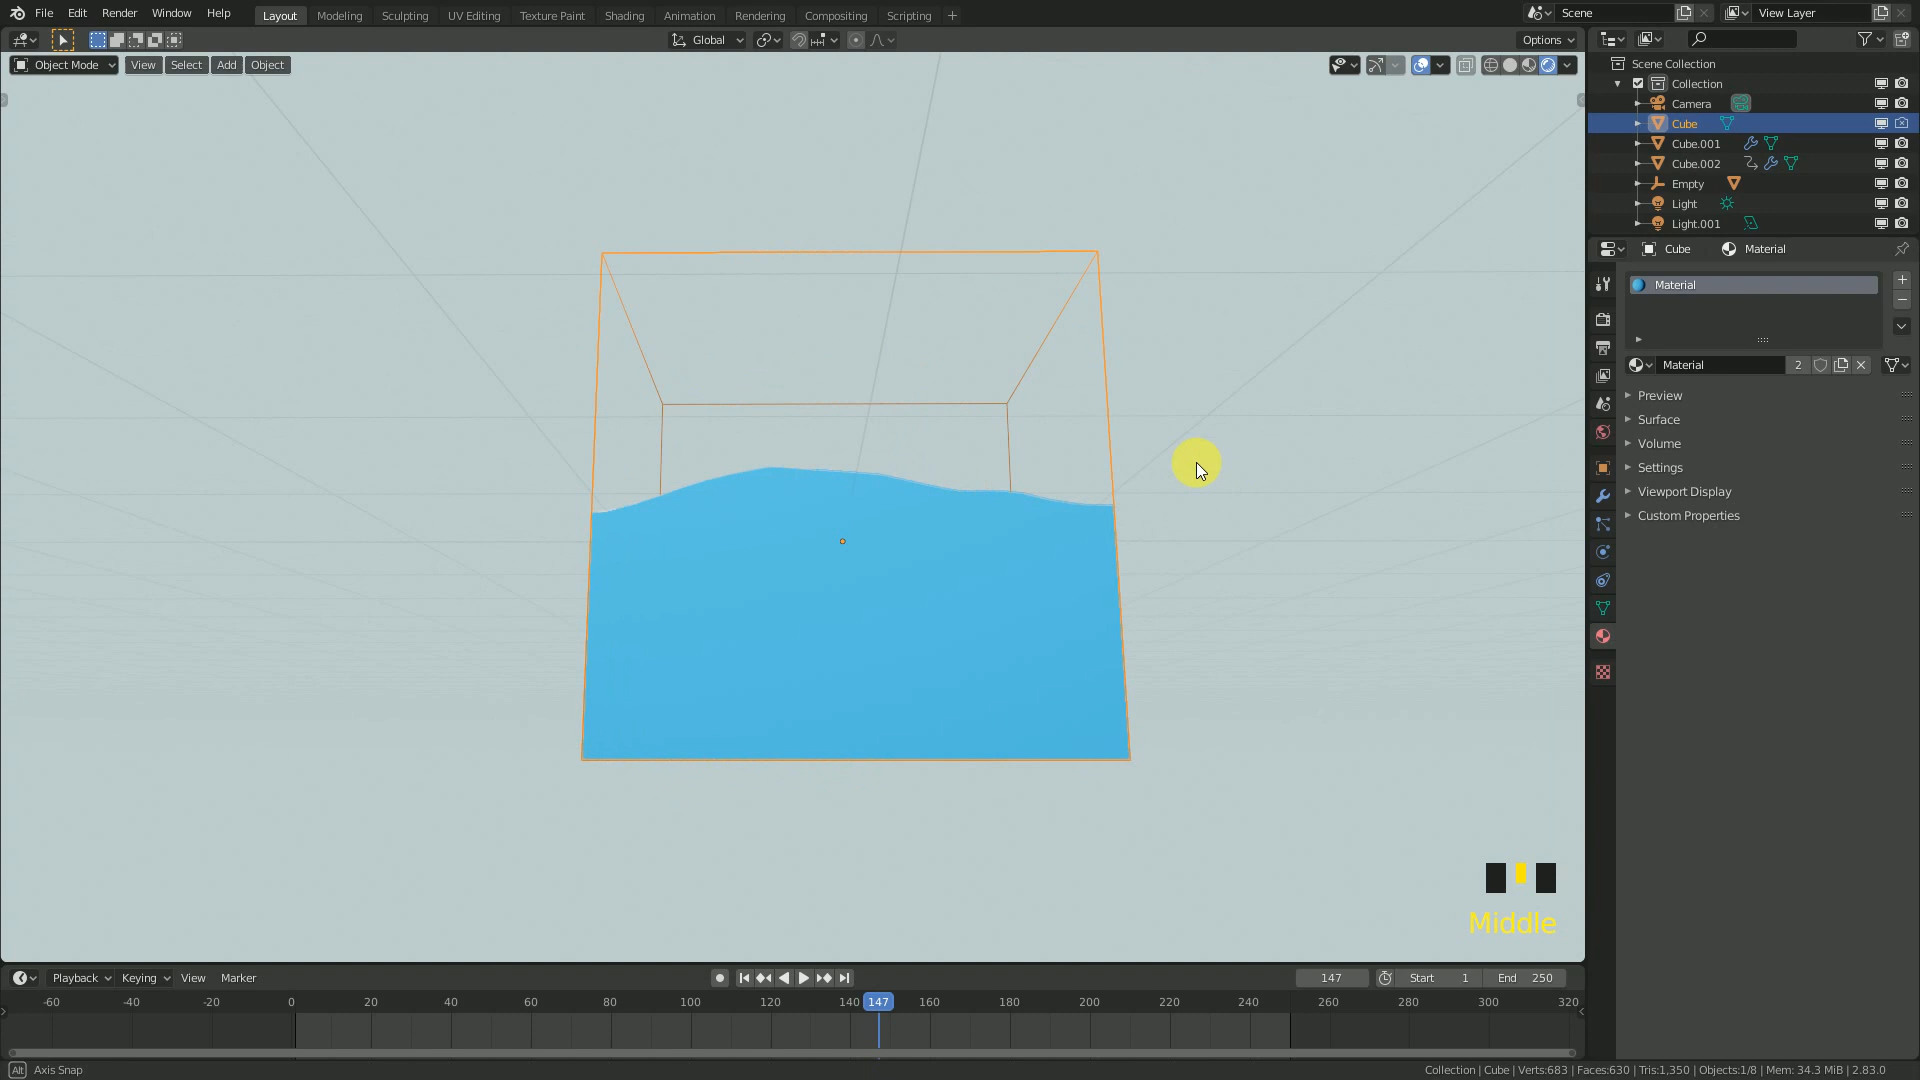 File Edit Render Window Help Layout Modeling Sculpting UV Editing Texture Paint Shading Animation Rendering Compositing Scripting + Scene View Layer
Global Options
Object Mode View Select Add Object
Scene Collection
Collection
Camera
Cube
Cube.001
Cube.002
Empty
Light
Light.001
Cube Material
Material
Material 2
Preview
Surface
Volume
Settings
Viewport Display
Custom Properties
Middle
Playback Keying View Marker 147 Start 1 End 250
-60 -40 -20 0 20 40 60 80 100 120 140 147 160 180 200 220 240 260 280 300 320
Alt Axis Snap Collection | Cube | Verts:683 | Faces:630 | Tris:1,350 | Objects:1/8 | Mem: 34.3 MiB | 2.83.0